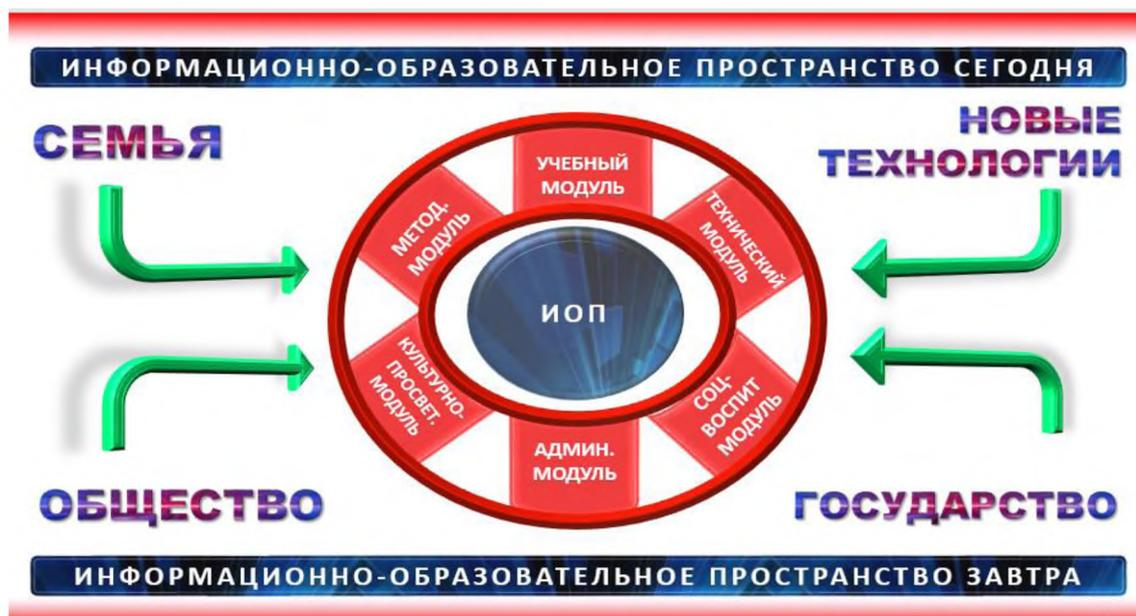 ИНФОРМАЦИОННО-ОБРАЗОВАТЕЛЬНОЕ ПРОСТРАНСТВО СЕГОДНЯ
СЕМЬЯ
НОВЫЕ
ТЕХНОЛОГИИ
УЧЕБНЫЙ
МОДУЛЬ
МЕТОД.
МОДУЛЬ
ТЕХНИЧЕСКИЙ
МОДУЛЬ
ИОП
КУЛЬТУРНО-
ПРОСВЕТ.
МОДУЛЬ
СОЦ-
ВОСПИТ
МОДУЛЬ
АДМИН.
МОДУЛЬ
ОБЩЕСТВО
ГОСУДАРСТВО
ИНФОРМАЦИОННО-ОБРАЗОВАТЕЛЬНОЕ ПРОСТРАНСТВО ЗАВТРА